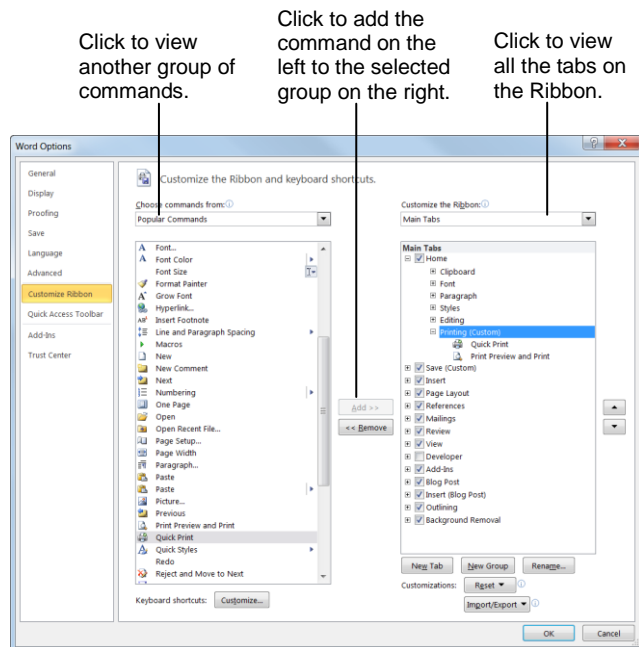 Click to view
another group of
commands.
Click to add the
command on the
left to the selected
group on the right.
Click to view
all the tabs on
the Ribbon.
Word Options
General
Display
Proofing
Save
Language
Advanced
Customize Ribbon
Quick Access Toolbar
Add-Ins
Trust Center
Customize the Ribbon and keyboard shortcuts.
Choose commands from:
Popular Commands
Font...
Font Color
Font Size
Format Painter
Grow Font
Hyperlink...
Insert Footnote
Line and Paragraph Spacing
Macros
New
New Comment
Next
Numbering
One Page
Open
Open Recent File...
Page Setup...
Page Width
Paragraph...
Paste
Paste
Picture...
Previous
Print Preview and Print
Quick Print
Quick Styles
Redo
Reject and Move to Next
Keyboard shortcuts: Customize...
Add >>
<< Remove
Customize the Ribbon:
Main Tabs
Main Tabs
Home
Clipboard
Font
Paragraph
Styles
Editing
Printing (Custom)
Quick Print
Print Preview and Print
Save (Custom)
Insert
Page Layout
References
Mailings
Review
View
Developer
Add-Ins
Blog Post
Insert (Blog Post)
Outlining
Background Removal
New Tab New Group Rename...
Customizations: Reset
Import/Export
OK Cancel